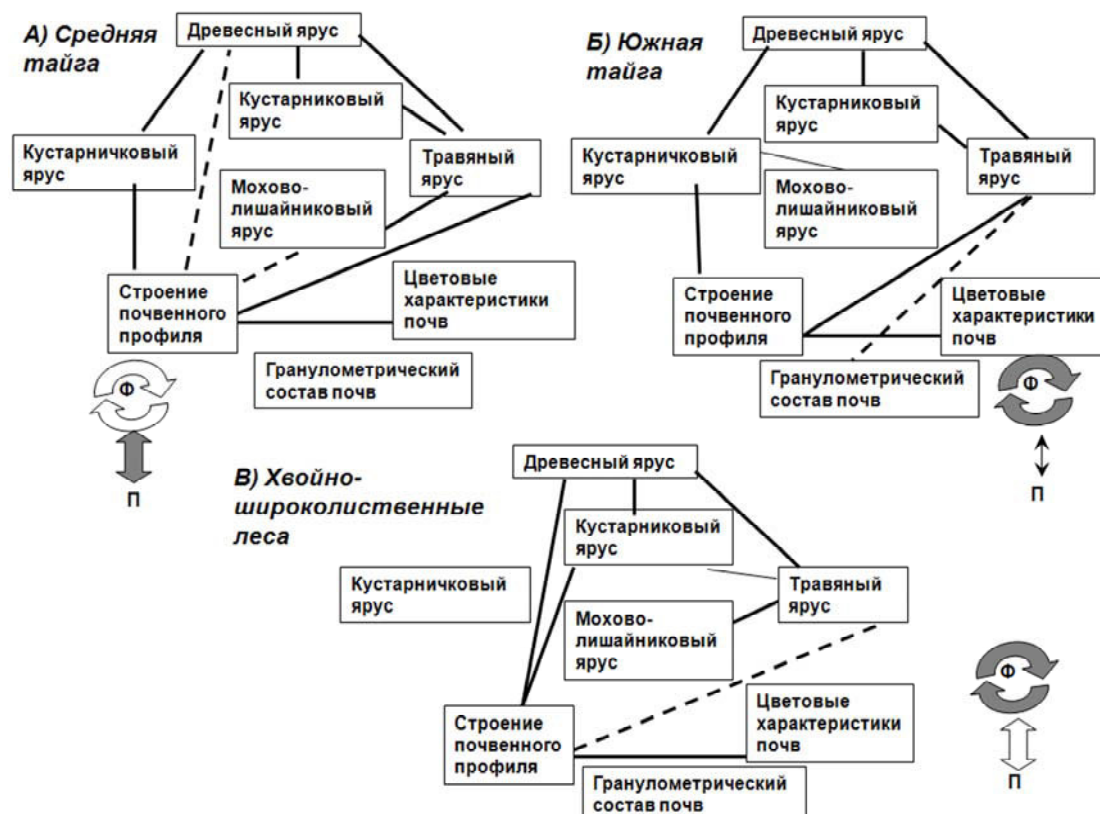 А) Средняя
тайга
Древесный ярус
Кустарниковый
ярус
Кустарничковый
ярус
Травяный
ярус
Мохово-
лишайниковый
ярус
Строение
почвенного
профиля
Цветовые
характеристики
почв
Гранулометрический
состав почв
Ф
П
Б) Южная
тайга
Древесный ярус
Кустарниковый
ярус
Кустарничковый
ярус
Травяный
ярус
Мохово-
лишайниковый
ярус
Строение
почвенного
профиля
Цветовые
характеристики
почв
Гранулометрический
состав почв
Ф
П
В) Хвойно-
широколиственные
леса
Древесный ярус
Кустарниковый
ярус
Кустарничковый
ярус
Травяный
ярус
Мохово-
лишайниковый
ярус
Строение
почвенного
профиля
Цветовые
характеристики
почв
Гранулометрический
состав почв
Ф
П